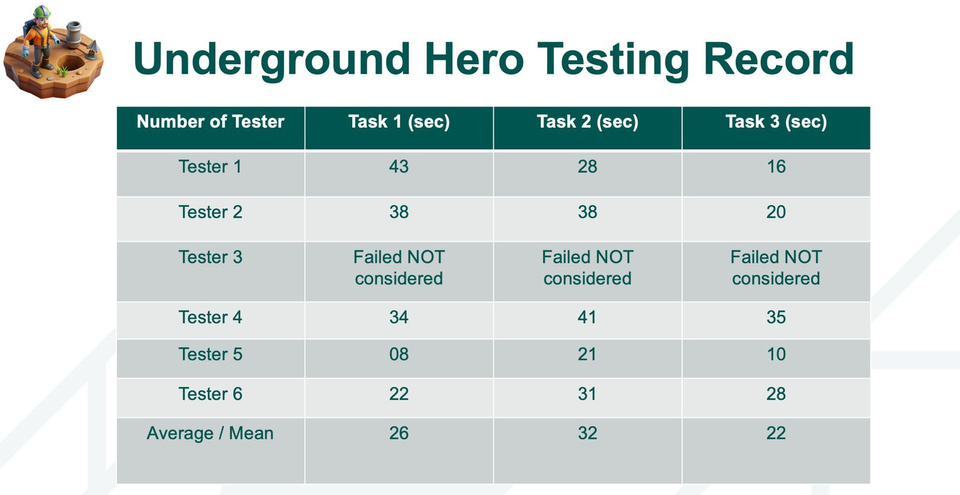 Underground Hero Testing Record
Number of Tester Task 1 (sec) Task 2 (sec) Task 3 (sec)
Tester 1 43 28 16
Tester 2 38 38 20
Tester 3 Failed NOT considered Failed NOT considered Failed NOT considered
Tester 4 34 41 35
Tester 5 08 21 10
Tester 6 22 31 28
Average / Mean 26 32 22